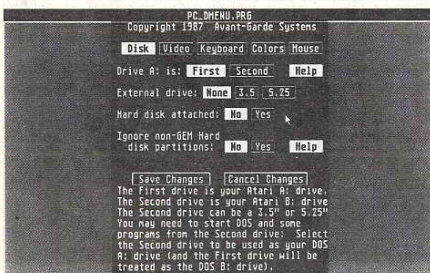 PC_DMENU.PRG
Copyright 1987 Avant-Garde Systems
Disk Video Keyboard Colors Mouse
Drive A: is: First Second Help
External drive: None 3.5 5.25
Hard disk attached: No Yes
Ignore non-GEM Hard
disk partitions: No Yes Help
Save Changes Cancel Changes
The First drive is your Atari A: drive.
The Second drive is your Atari B: drive
The Second drive can be a 3.5" or 5.25"
You may need to start DOS and some
programs from the Second drive: Select
the Second drive to be used as your DOS
A: drive (and the First drive will be
treated as the DOS B: drive).